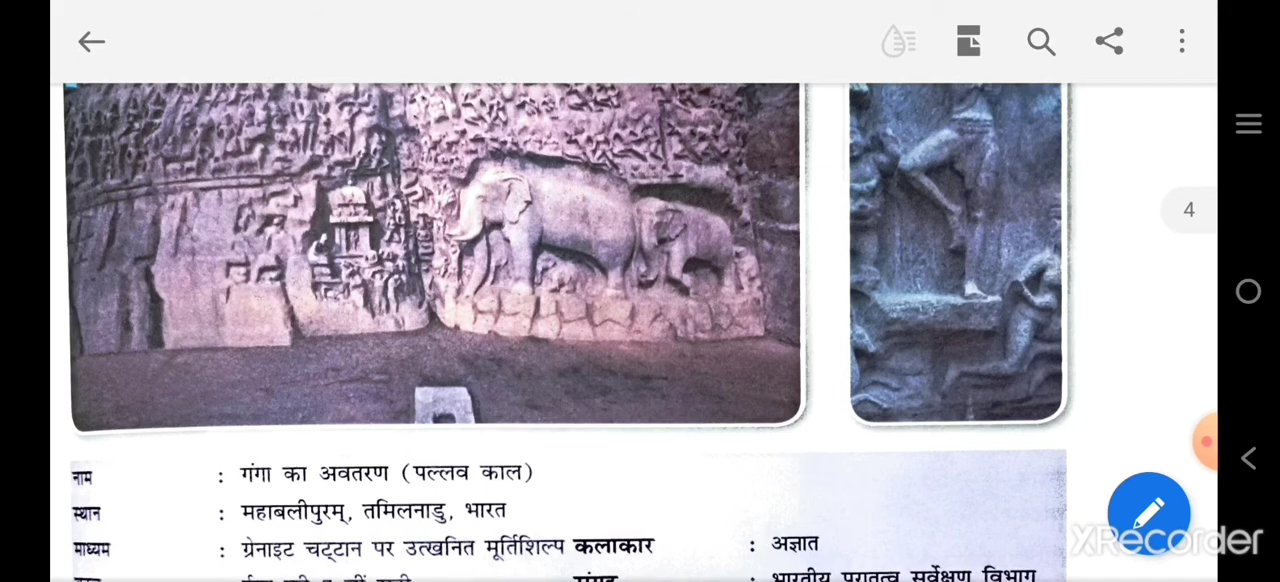 4
नाम : गंगा का अवतरण (पल्लव काल)
स्थान : महाबलीपुरम्, तमिलनाडु, भारत
माध्यम : ग्रेनाइट चट्टान पर उत्खनित मूर्तिशिल्प कलाकार : अज्ञात
: भारतीय पुरातत्व सर्वेक्षण विभाग
XRecorder